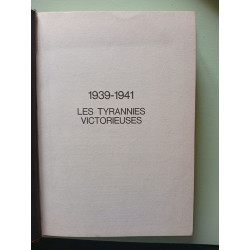 1939-1941
LES TYRANNIES
VICTORIEUSES